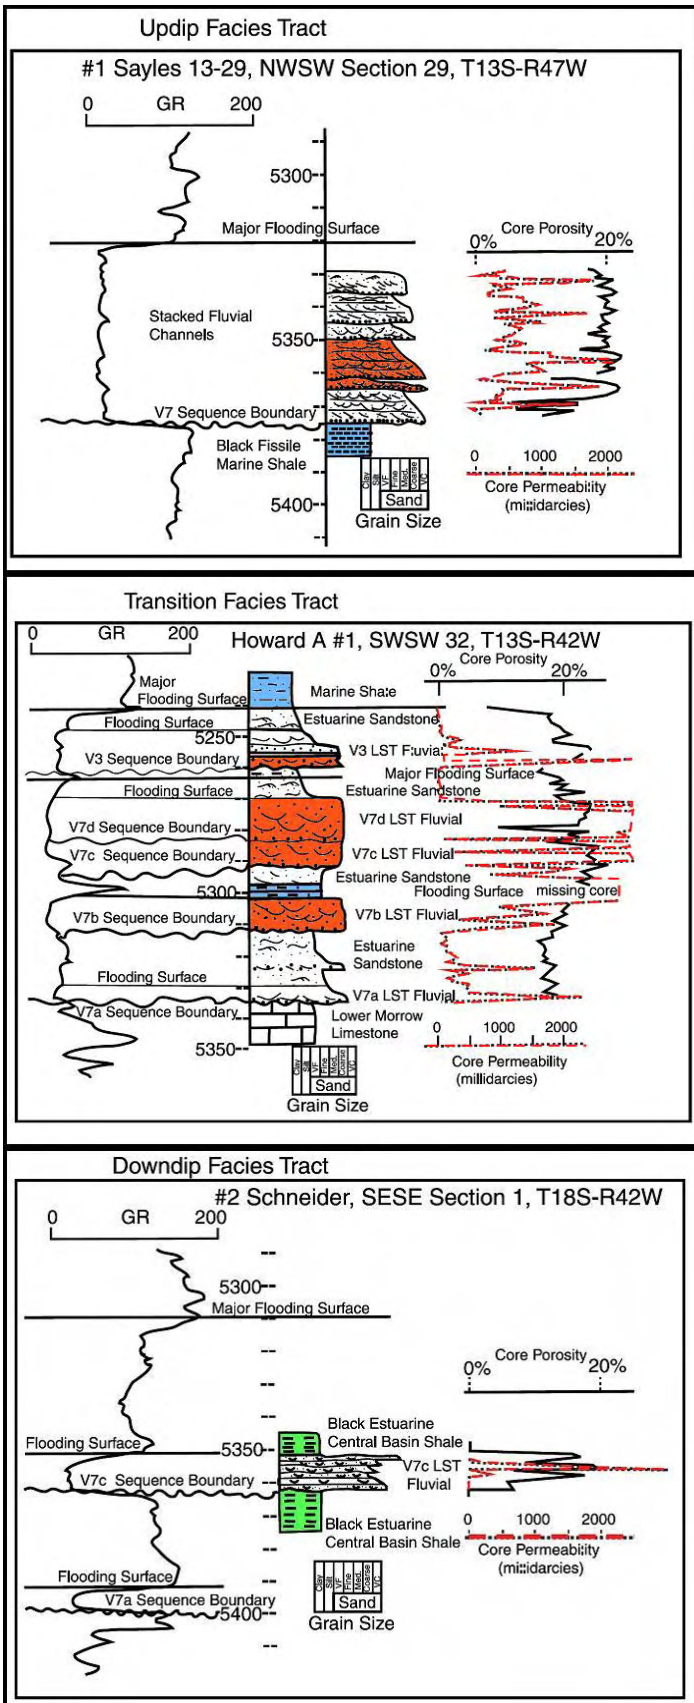 Updip Facies Tract
#1 Sayles 13-29, NWSW Section 29, T13S-R47W
0 GR 200
5300
Major Flooding Surface
Core Porosity
0% 20%
Stacked Fluvial
Channels
5350
V7 Sequence Boundary
Black Fissile
Marine Shale
5400
Clay Silt VF Fine Med. Coarse VC
Sand
Grain Size
0 1000 2000
Core Permeability
(millidarcies)
Transition Facies Tract
0 GR 200
Howard A #1, SWSW 32, T13S-R42W
Core Porosity
0% 20%
Major
Flooding Surface
Marine Shale
Flooding Surface
Estuarine Sandstone
5250
V3 Sequence Boundary
V3 LST Fluvial
Major Flooding Surface
Flooding Surface
Estuarine Sandstone
V7d Sequence Boundary
V7d LST Fluvial
V7c Sequence Boundary
V7c LST Fluvial
Estuarine Sandstone
5300
Flooding Surface missing core
V7b Sequence Boundary
V7b LST Fluvial
Estuarine
Sandstone
Flooding Surface
V7a LST Fluvial
V7a Sequence Boundary
Lower Morrow
Limestone
5350
0 1000 2000
Core Permeability
(millidarcies)
Clay Silt VF Fine Med. Coarse VC
Sand
Grain Size
Downdip Facies Tract
#2 Schneider, SESE Section 1, T18S-R42W
0 GR 200
5300
Major Flooding Surface
Core Porosity
0% 20%
Black Estuarine
Central Basin Shale
Flooding Surface
5350
V7c LST
Fluvial
V7c Sequence Boundary
Black Estuarine
Central Basin Shale
0 1000 2000
Core Permeability
(millidarcies)
Flooding Surface
V7a Sequence Boundary
5400
Clay Silt VF Fine Med. Coarse VC
Sand
Grain Size